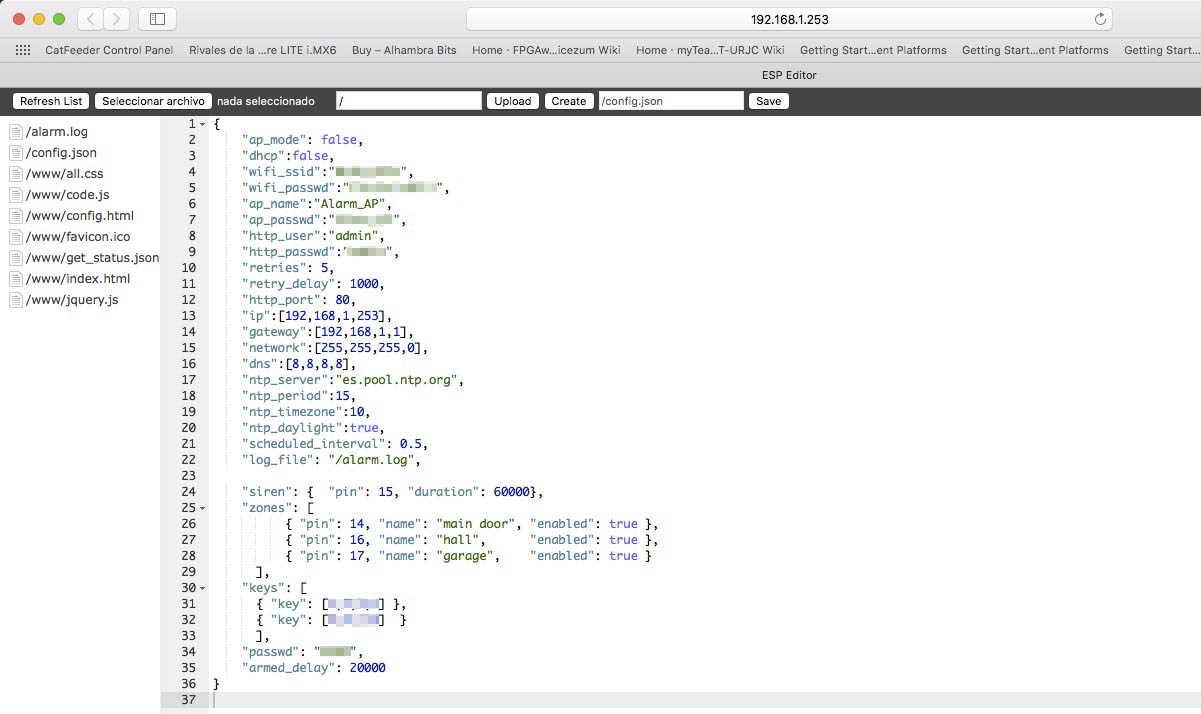 192.168.1.253
CatFeeder Control Panel Rivales de la ...re LITE i.MX6 Buy – Alhambra Bits Home · FPGAw...icezum Wiki Home · myTea...T-URJC Wiki Getting Start...ent Platforms Getting Start...ent Platforms Getting Start...
ESP Editor
Refresh List Seleccionar archivo nada seleccionado / Upload Create /config.json Save
/alarm.log
/config.json
/www/all.css
/www/code.js
/www/config.html
/www/favicon.ico
/www/get_status.json
/www/index.html
/www/jquery.js
1 {
2 "ap_mode": false,
3 "dhcp":false,
4 "wifi_ssid":"",
5 "wifi_passwd":"",
6 "ap_name":"Alarm_AP",
7 "ap_passwd":"",
8 "http_user":"admin",
9 "http_passwd":"",
10 "retries": 5,
11 "retry_delay": 1000,
12 "http_port": 80,
13 "ip":[192,168,1,253],
14 "gateway":[192,168,1,1],
15 "network":[255,255,255,0],
16 "dns":[8,8,8,8],
17 "ntp_server":"es.pool.ntp.org",
18 "ntp_period":15,
19 "ntp_timezone":10,
20 "ntp_daylight":true,
21 "scheduled_interval": 0.5,
22 "log_file": "/alarm.log",
23
24 "siren": { "pin": 15, "duration": 60000},
25 "zones": [
26 { "pin": 14, "name": "main door", "enabled": true },
27 { "pin": 16, "name": "hall", "enabled": true },
28 { "pin": 17, "name": "garage", "enabled": true }
29 ],
30 "keys": [
31 { "key": [] },
32 { "key": [] }
33 ],
34 "passwd": "",
35 "armed_delay": 20000
36 }
37